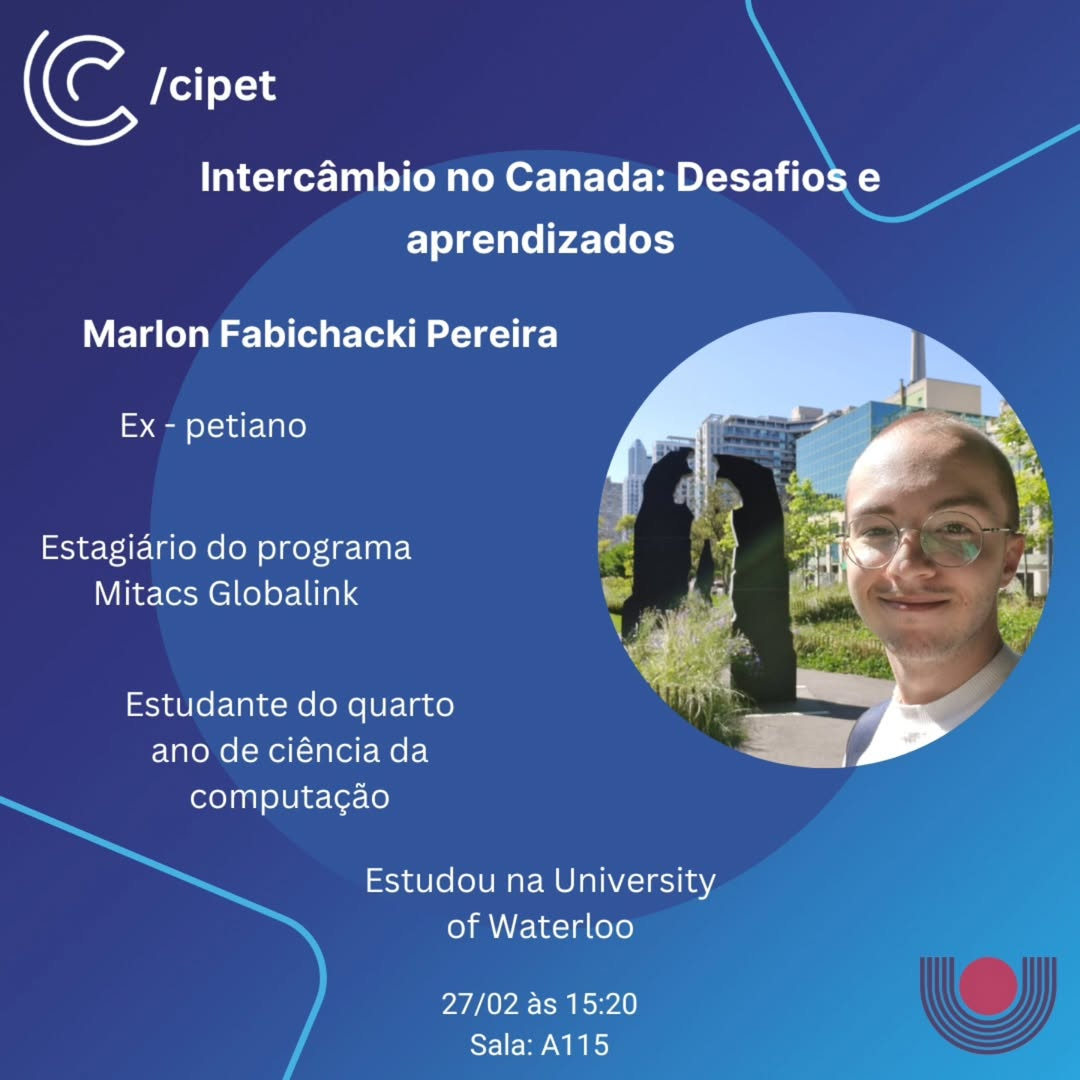 /cipet
Intercâmbio no Canada: Desafios e
aprendizados
Marlon Fabichacki Pereira
Ex - petiano
Estagiário do programa
Mitacs Globalink
Estudante do quarto
ano de ciência da
computação
Estudou na University
of Waterloo
27/02 às 15:20
Sala: A115